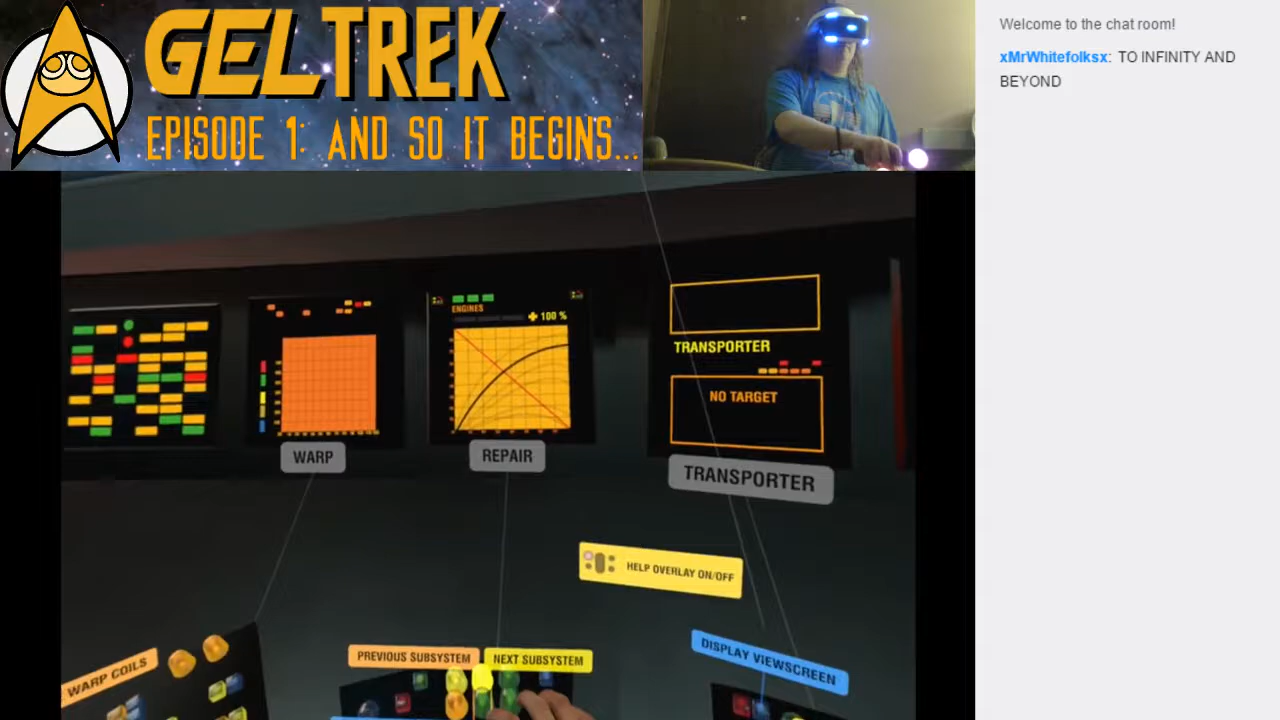 GELTREK
EPISODE 1: AND SO IT BEGINS...
Welcome to the chat room!
xMrWhitefolksx: TO INFINITY AND
BEYOND
ENGINES
100 %
TRANSPORTER
NO TARGET
WARP
REPAIR
TRANSPORTER
HELP OVERLAY ON/OFF
WARP COILS
PREVIOUS SUBSYSTEM
NEXT SUBSYSTEM
DISPLAY VIEWSCREEN